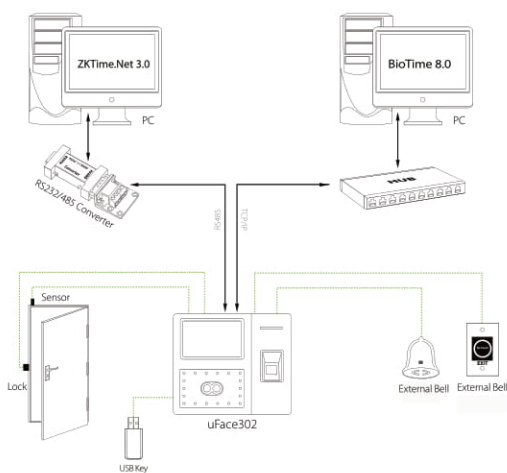 ZKTime.Net 3.0
BioTime 8.0
PC
PC
RS232/485 Converter
HUB
RS485
TCP/IP
Sensor
Lock
uFace302
External Bell
External Bell
USB Key